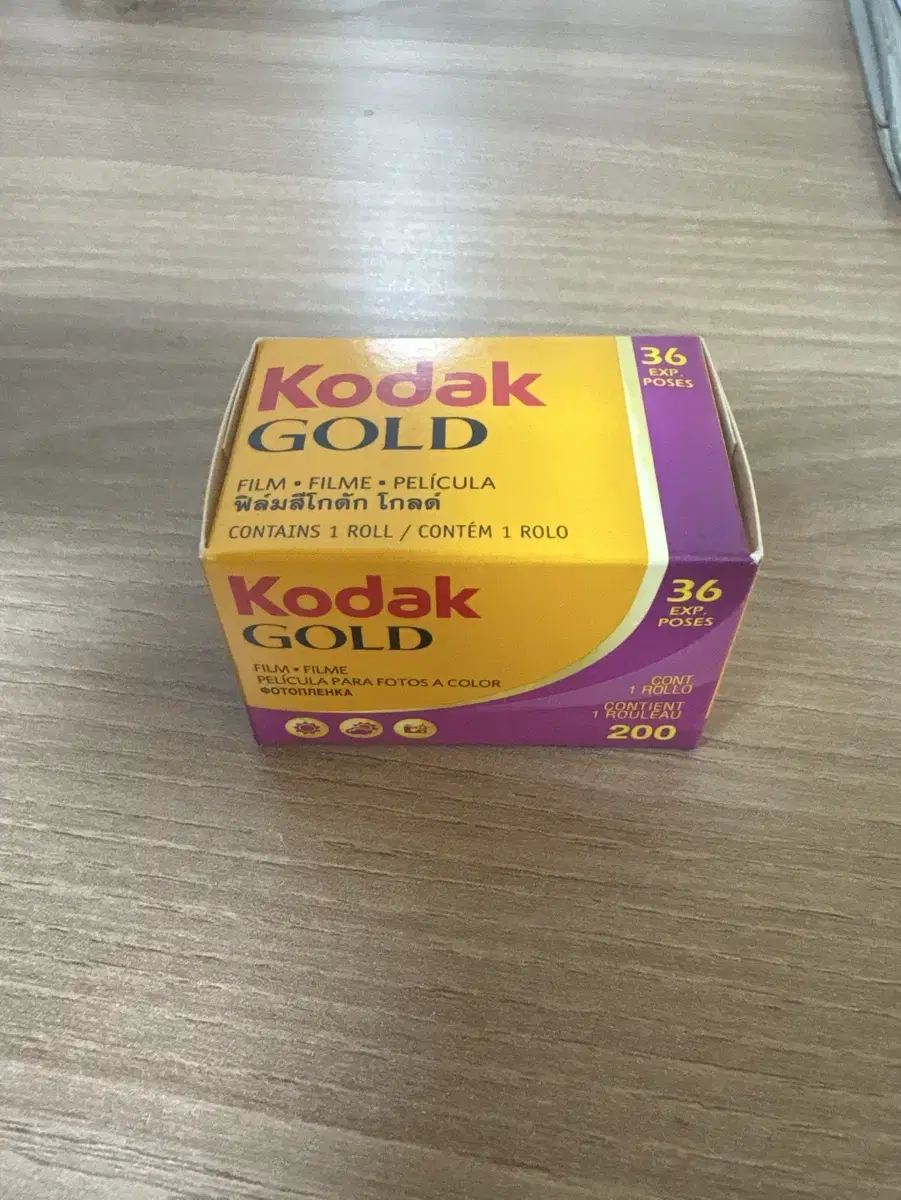 Kodak
GOLD
FILM • FILME • PELÍCULA
ฟิล์มสีโกดัก โกลด์
CONTAINS 1 ROLL / CONTÉM 1 ROLO
36
EXP.
POSES
Kodak
GOLD
FILM • FILME
PELÍCULA PARA FOTOS A COLOR
ФОТОПЛЕНКА
36
EXP.
POSES
CONT
1 ROLLO
CONTIENT
1 ROULEAU
200